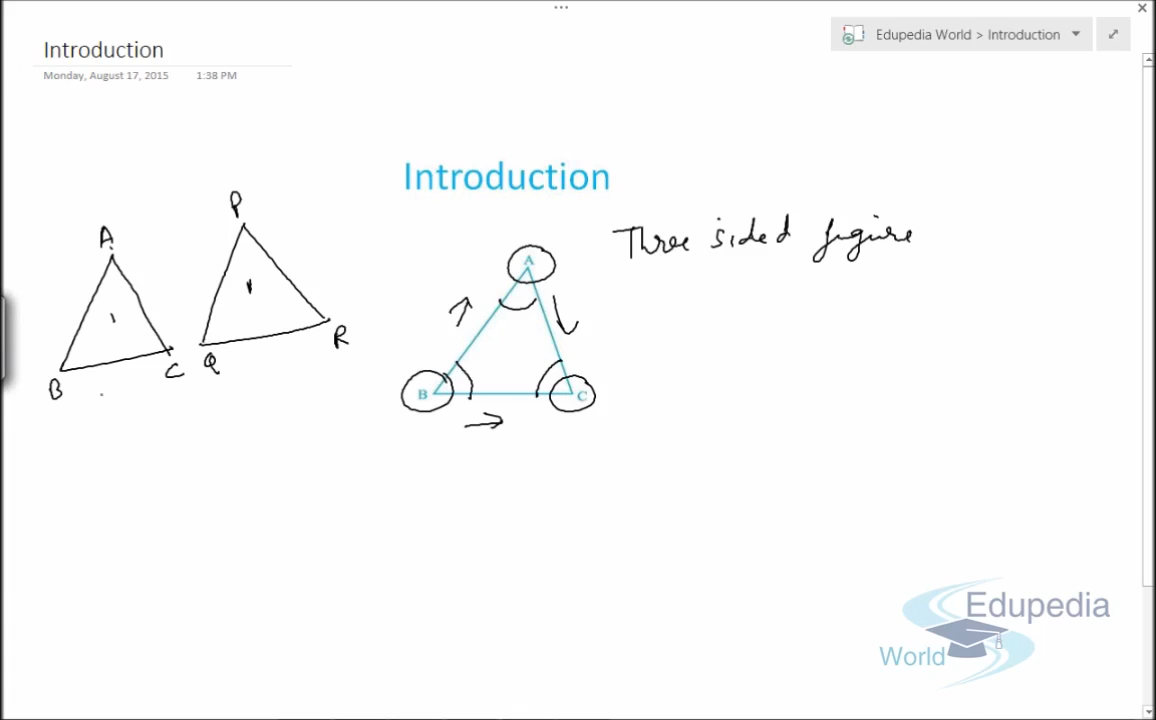 Introduction
Monday, August 17, 2015 1:38 PM
Edupedia World > Introduction
Introduction
Three sided figure
A
B
C
P
Q
R
A
B
C
Edupedia
World